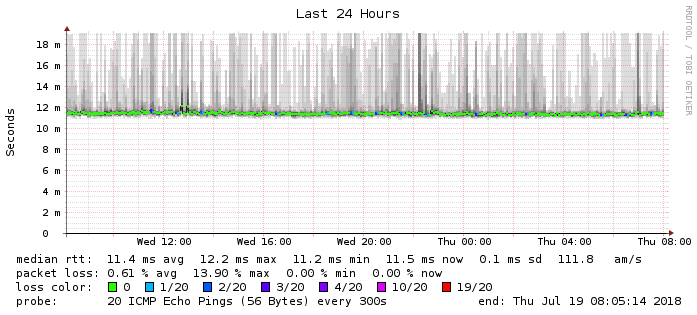 Last 24 Hours
RRDTOOL / TOBI OETIKER
Seconds
18 m
16 m
14 m
12 m
10 m
8 m
6 m
4 m
2 m
0
Wed 12:00 Wed 16:00 Wed 20:00 Thu 00:00 Thu 04:00 Thu 08:00
median rtt: 11.4 ms avg 12.2 ms max 11.2 ms min 11.5 ms now 0.1 ms sd 111.8 am/s
packet loss: 0.61 % avg 13.90 % max 0.00 % min 0.00 % now
loss color: 0 1/20 2/20 3/20 4/20 10/20 19/20
probe: 20 ICMP Echo Pings (56 Bytes) every 300s end: Thu Jul 19 08:05:14 2018